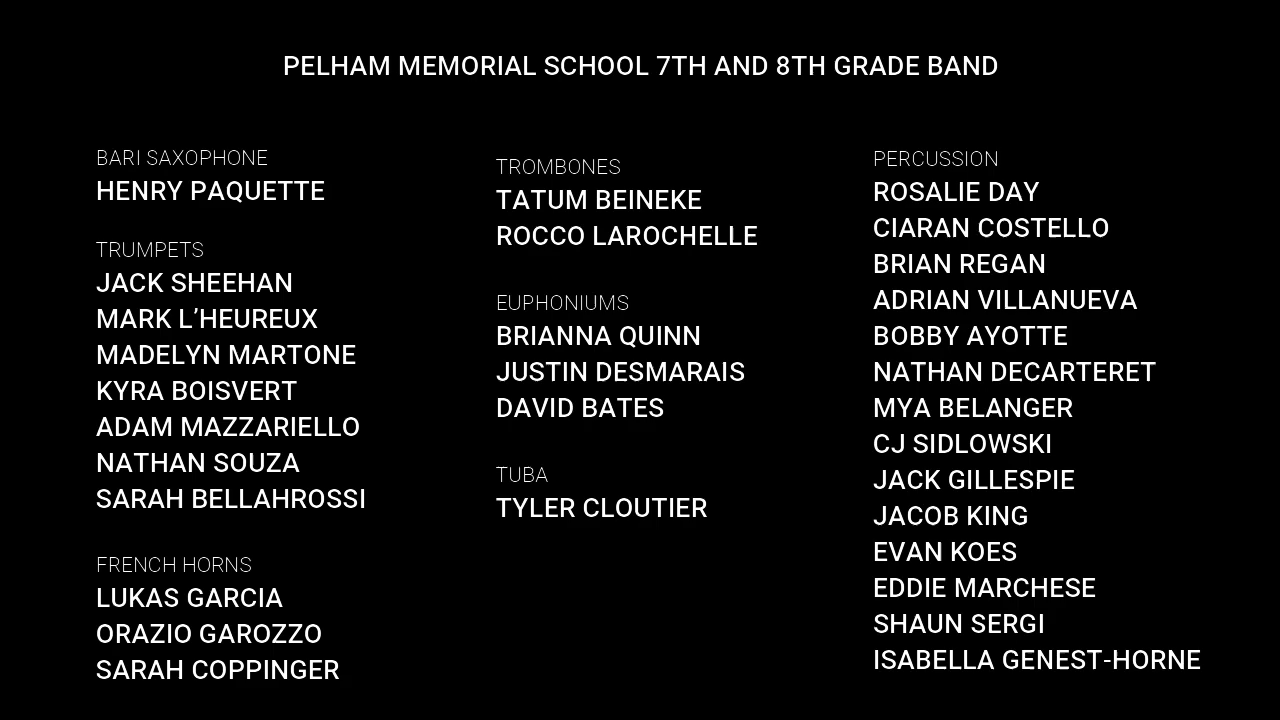 PELHAM MEMORIAL SCHOOL 7TH AND 8TH GRADE BAND
BARI SAXOPHONE
HENRY PAQUETTE
TRUMPETS
JACK SHEEHAN
MARK L’HEUREUX
MADELYN MARTONE
KYRA BOISVERT
ADAM MAZZARIELLO
NATHAN SOUZA
SARAH BELLAHROSSI
FRENCH HORNS
LUKAS GARCIA
ORAZIO GAROZZO
SARAH COPPINGER
TROMBONES
TATUM BEINEKE
ROCCO LAROCHELLE
EUPHONIUMS
BRIANNA QUINN
JUSTIN DESMARAIS
DAVID BATES
TUBA
TYLER CLOUTIER
PERCUSSION
ROSALIE DAY
CIARAN COSTELLO
BRIAN REGAN
ADRIAN VILLANUEVA
BOBBY AYOTTE
NATHAN DECARTERET
MYA BELANGER
CJ SIDLOWSKI
JACK GILLESPIE
JACOB KING
EVAN KOES
EDDIE MARCHESE
SHAUN SERGI
ISABELLA GENEST-HORNE